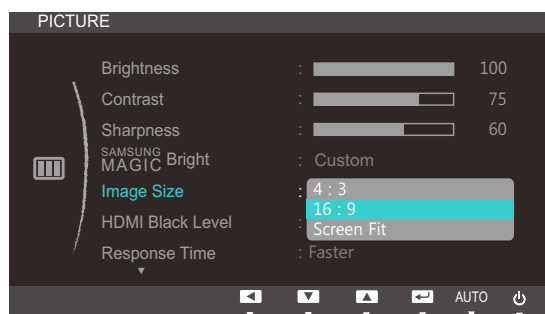 PICTURE
Brightness : 100
Contrast : 75
Sharpness : 60
SAMSUNG MAGIC Bright : Custom
Image Size : 4 : 3
16 : 9
Screen Fit
HDMI Black Level :
Response Time : Faster
AUTO